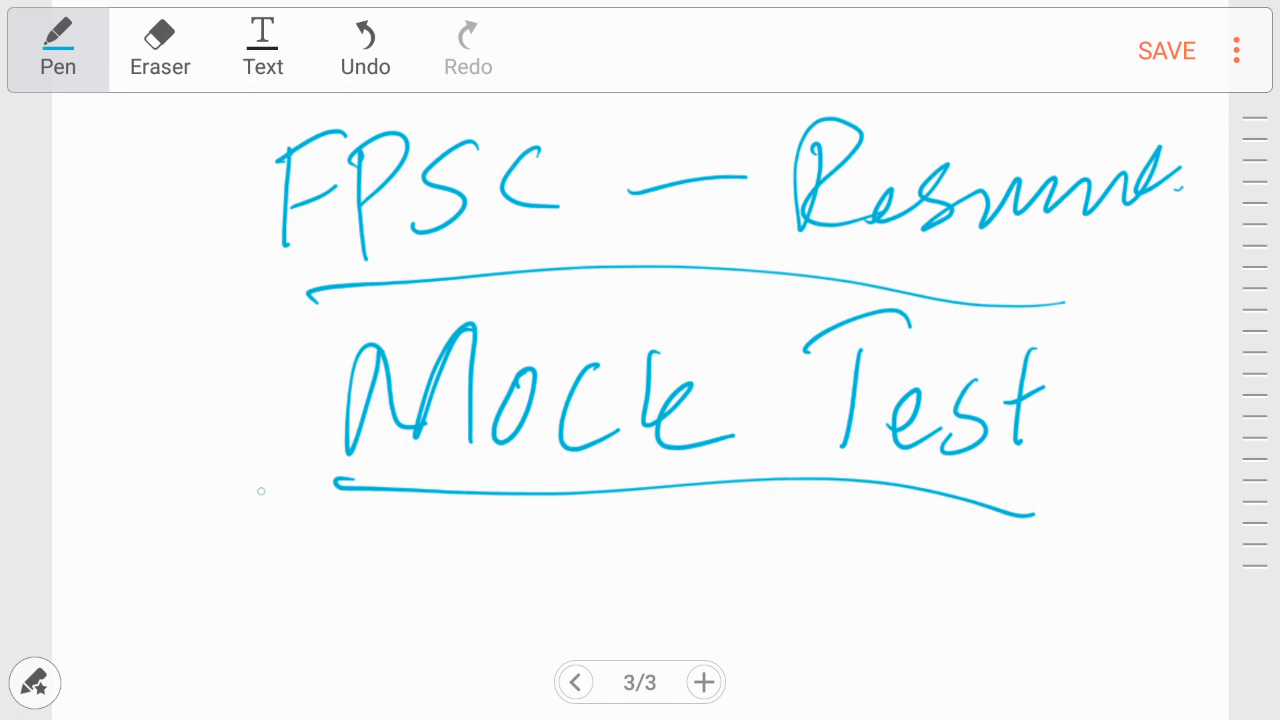 Pen Eraser Text Undo Redo SAVE
FPSC — Resume
Mock Test
3/3